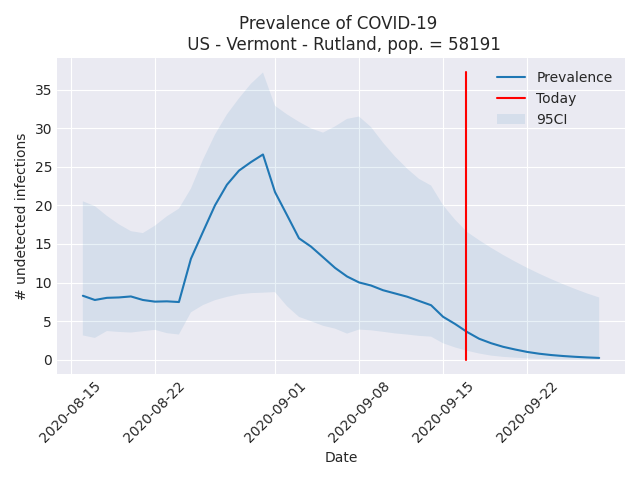 Prevalence of COVID-19
US - Vermont - Rutland, pop. = 58191
# undetected infections
35
30
25
20
15
10
5
0
Prevalence
Today
95CI
2020-08-15
2020-08-22
2020-09-01
2020-09-08
2020-09-15
2020-09-22
Date